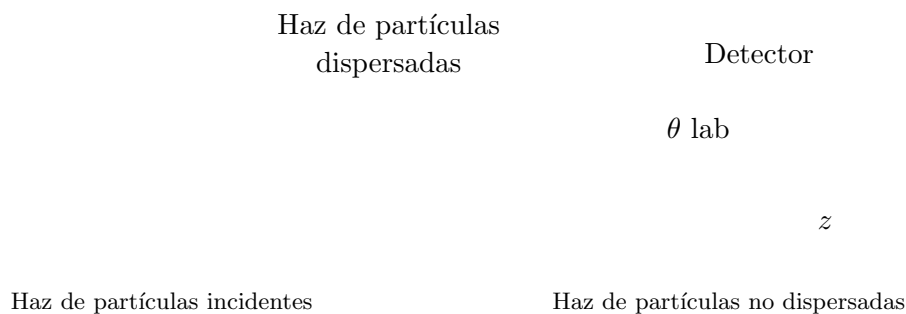 Haz de partículas
dispersadas
Detector
θ lab
z
Haz de partículas incidentes
Haz de partículas no dispersadas